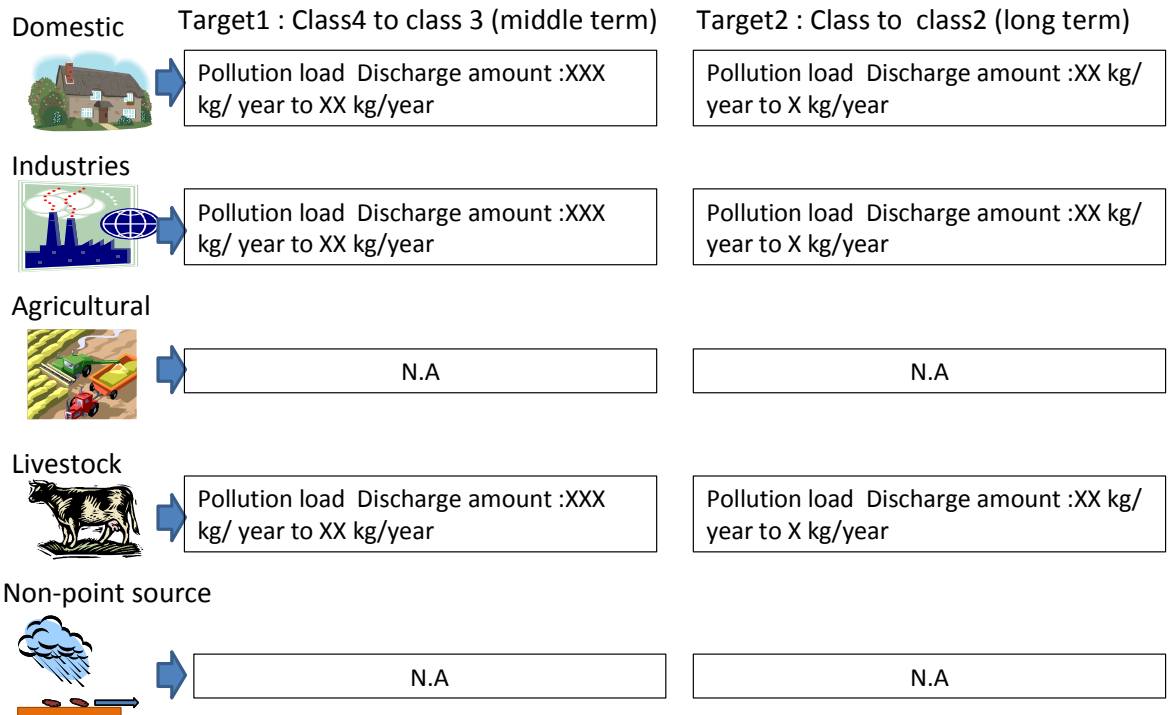 Domestic
Target1 : Class4 to class 3 (middle term)
Target2 : Class to  class2 (long term)
Pollution load  Discharge amount :XXX
kg/ year to XX kg/year
Pollution load  Discharge amount :XX kg/
year to X kg/year
Industries
Pollution load  Discharge amount :XXX
kg/ year to XX kg/year
Pollution load  Discharge amount :XX kg/
year to X kg/year
Agricultural
N.A
N.A
Livestock
Pollution load  Discharge amount :XXX
kg/ year to XX kg/year
Pollution load  Discharge amount :XX kg/
year to X kg/year
Non-point source
N.A
N.A